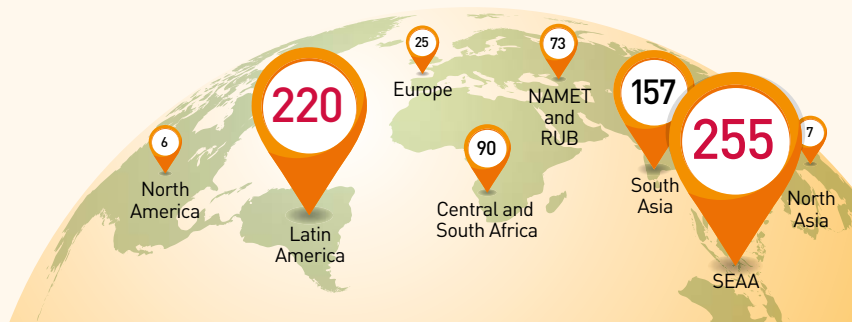 6
North
America
220
Latin
America
25
Europe
90
Central and
South Africa
73
NAMET
and
RUB
157
South
Asia
255
SEAA
7
North
Asia